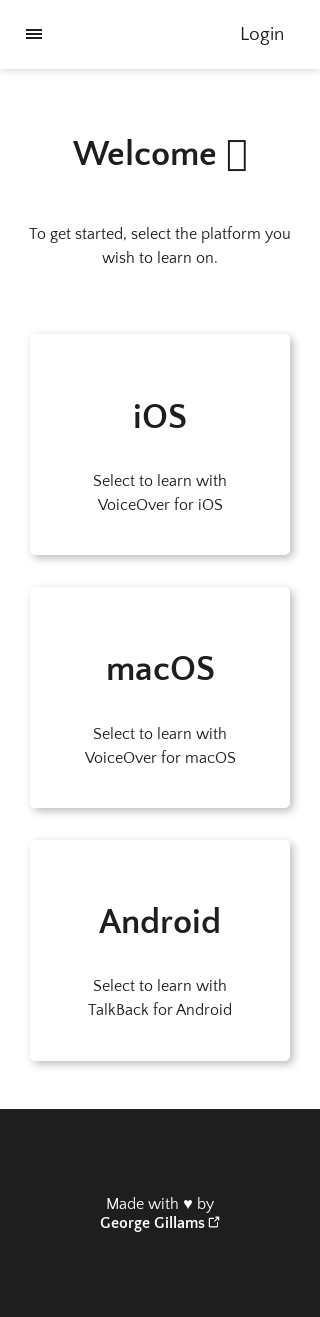 Login
Welcome
To get started, select the platform you
wish to learn on.
iOS
Select to learn with
VoiceOver for iOS
macOS
Select to learn with
VoiceOver for macOS
Android
Select to learn with
TalkBack for Android
Made with ♥ by
George Gillams